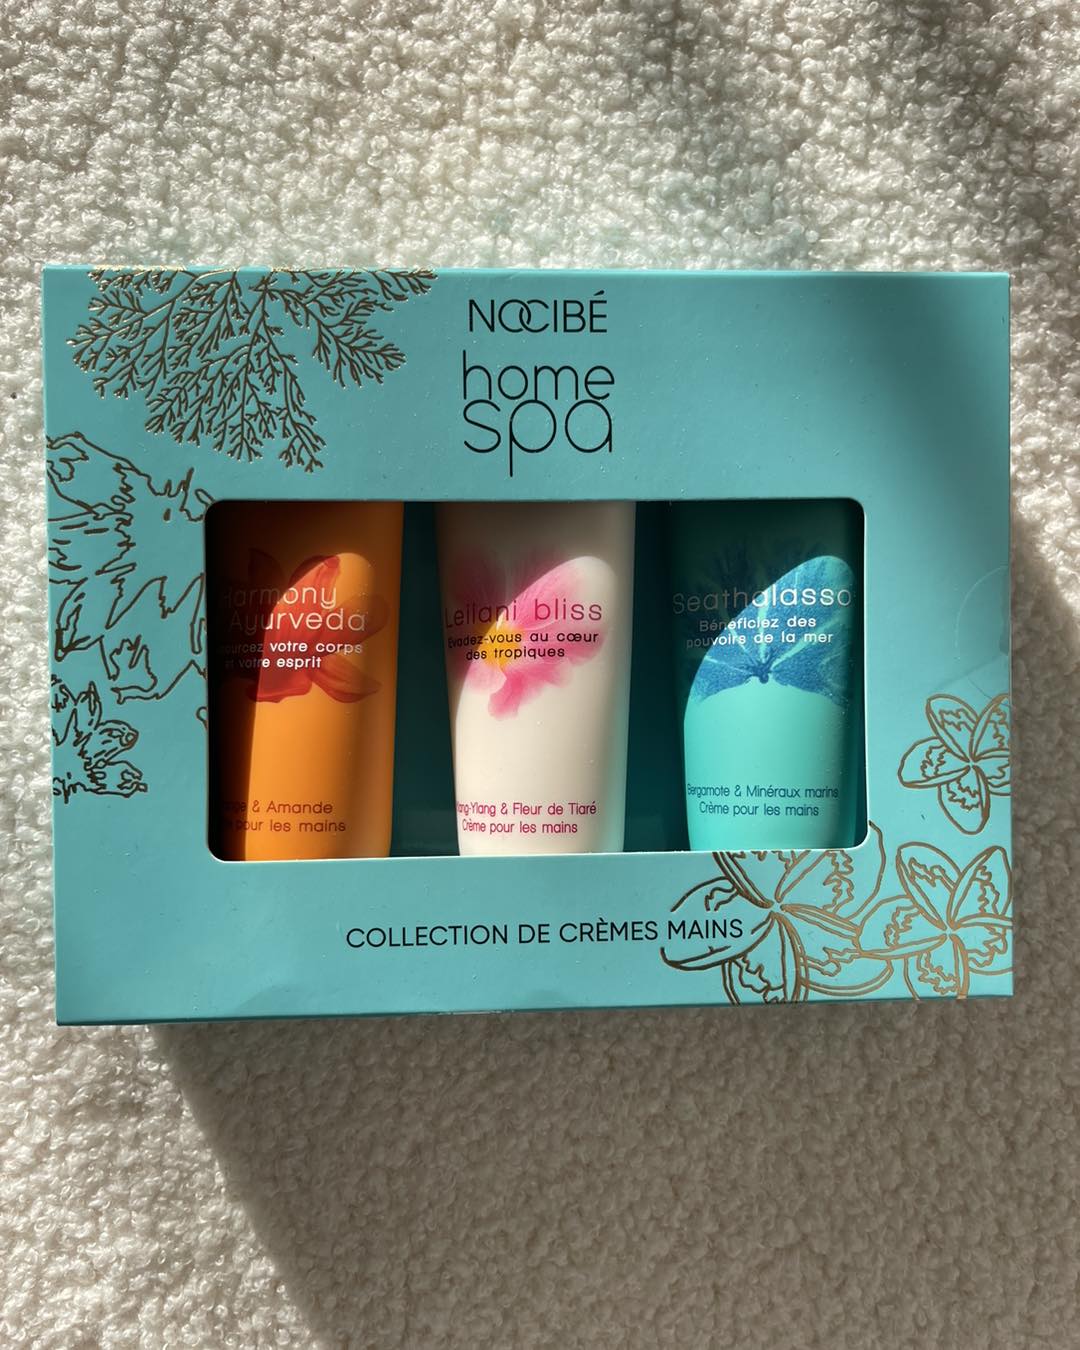 NOCIBÉ
home
spa
Harmony
Ayurveda
votre corps
et votre esprit
& Amande
pour les mains
Leilani bliss
Evadez-vous au cœur
des tropiques
& Fleur de Tiaré
Crème pour les mains
Seathalasso
Bénéficiez des
pouvoirs de la mer
Bergamote & Minéraux marins
Crème pour les mains
COLLECTION DE CRÈMES MAINS